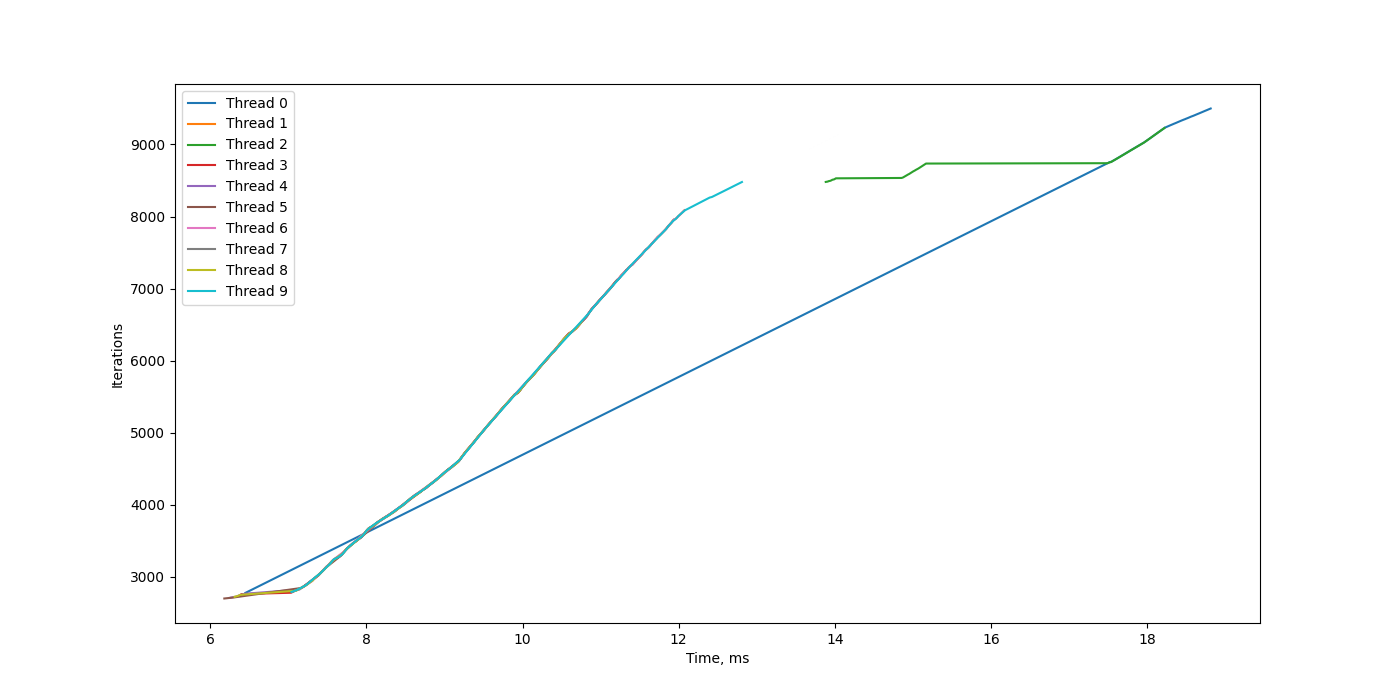 Thread 0
Thread 1
Thread 2
Thread 3
Thread 4
Thread 5
Thread 6
Thread 7
Thread 8
Thread 9
Iterations
9000
8000
7000
6000
5000
4000
3000
6 8 10 12 14 16 18
Time, ms